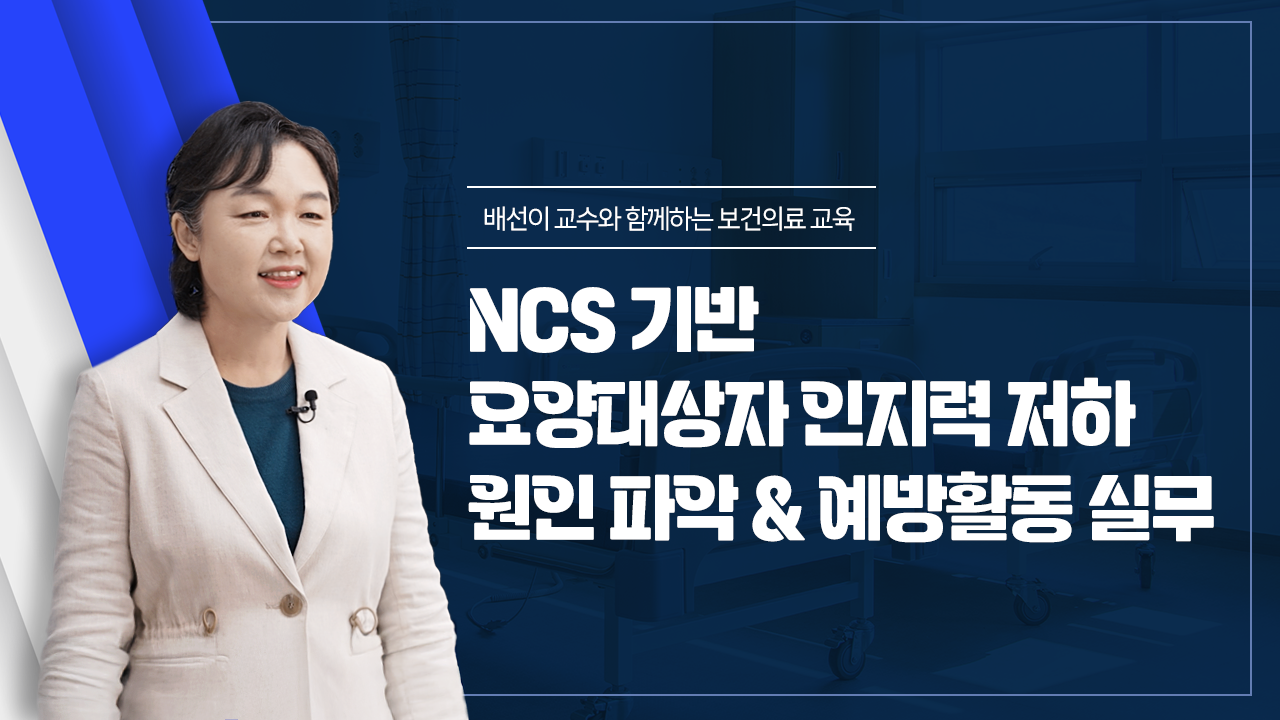 배선이 교수와 함께하는 보건의료 교육
NCS 기반
요양대상자 인지력 저하
원인 파악 & 예방활동 실무